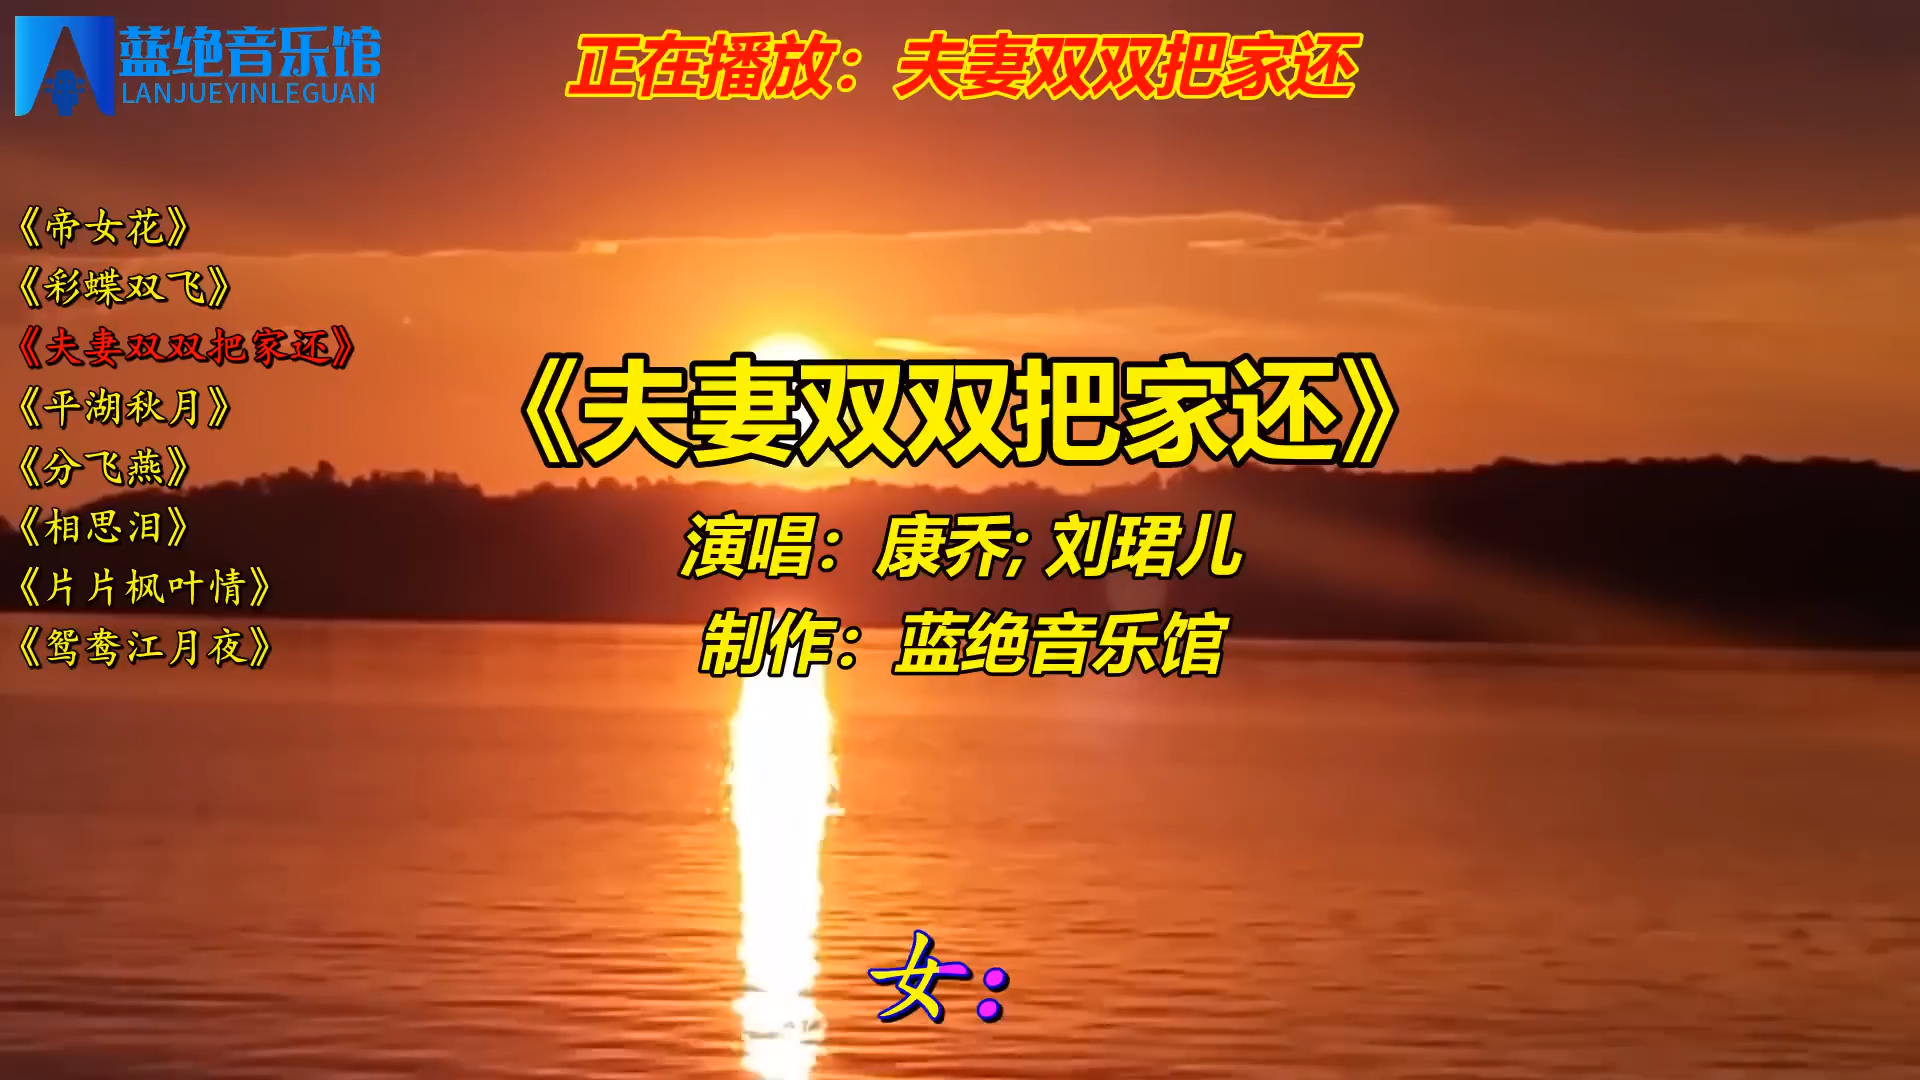 蓝绝音乐馆
LANJUEYINLEGUAN
正在播放：夫妻双双把家还
《帝女花》
《彩蝶双飞》
《夫妻双双把家还》
《平湖秋月》
《分飞燕》
《相思泪》
《片片枫叶情》
《鸳鸯江月夜》
《夫妻双双把家还》
演唱：康乔; 刘珺儿
制作：蓝绝音乐馆
女：